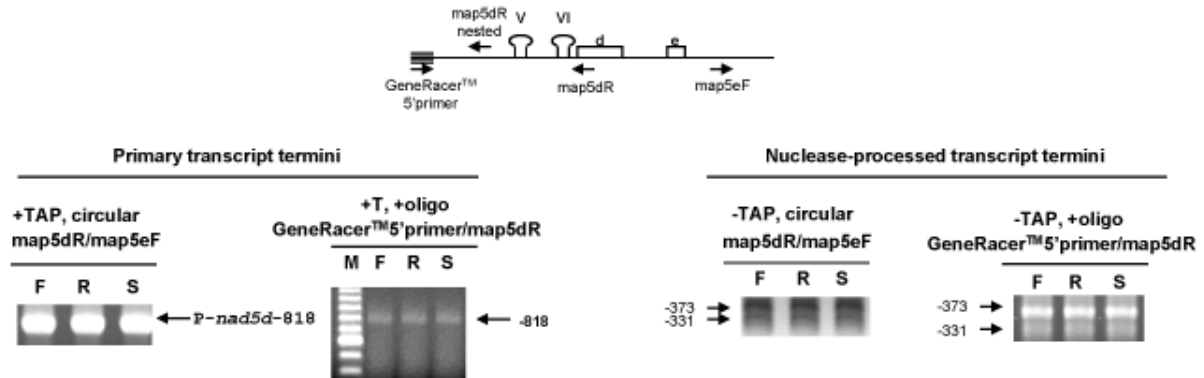 map5dR
nested
V
VI
d
e
GeneRacer™
5'primer
map5dR
map5eF
Primary transcript termini
+TAP, circular
map5dR/map5eF
F R S
P-nad5d-818
+T, +oligo
GeneRacer™5'primer/map5dR
M F R S
-818
Nuclease-processed transcript termini
-TAP, circular
map5dR/map5eF
F R S
-373
-331
-TAP, +oligo
GeneRacer™5'primer/map5dR
F R S
-373
-331